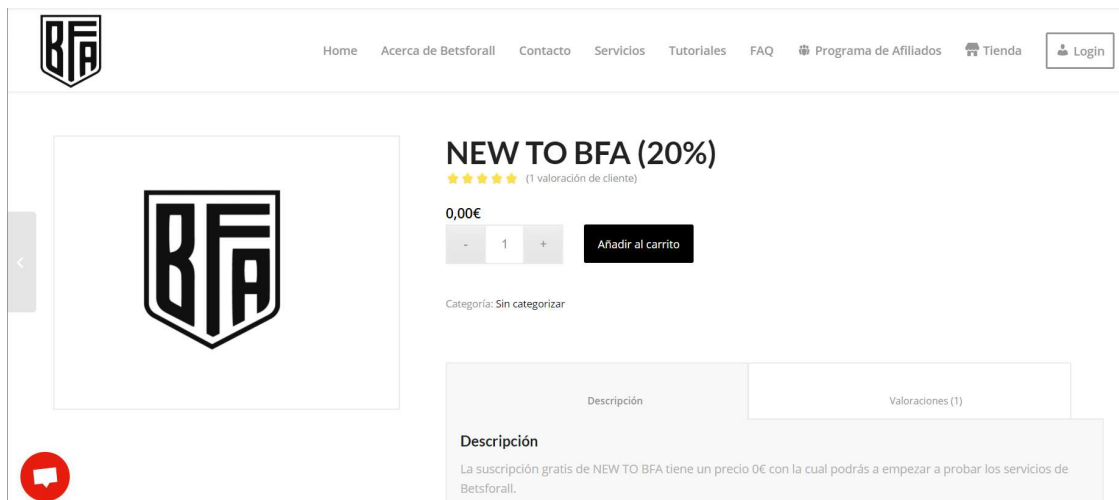 BFA
Home Acerca de Betsforall Contacto Servicios Tutoriales FAQ Programa de Afiliados Tienda Login
BFA
NEW TO BFA (20%)
(1 valoración de cliente)
0,00€
- 1 +
Añadir al carrito
Categoría: Sin categorizar
Descripción
Valoraciones (1)
Descripción
La suscripción gratis de NEW TO BFA tiene un precio 0€ con la cual podrás a empezar a probar los servicios de
Betsforall.